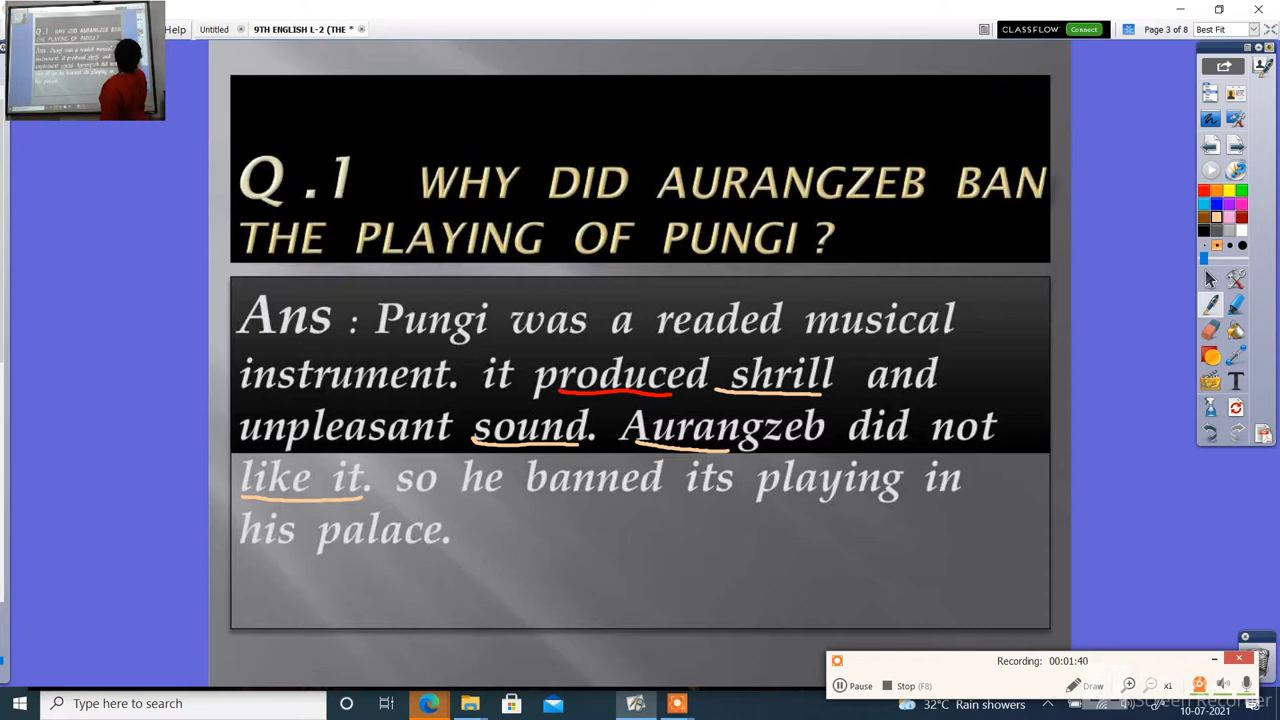 Help
Untitled
9TH ENGLISH L-2 (THE *
CLASSFLOW
Connect
Page 3 of 8
Best Fit
Q .1 WHY DID AURANGZEB BAN
THE PLAYING OF PUNGI ?
Ans : Pungi was a readed musical
instrument. it produced shrill and
unpleasant sound. Aurangzeb did not
like it. so he banned its playing in
his palace.
Recording: 00:01:40
Pause
Stop (F8)
Draw
x1
Type here to search
32°C Rain showers
10-07-2021